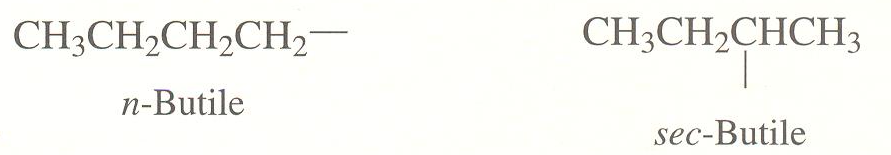 CH₃CH₂CH₂CH₂—
n-Butile
CH₃CH₂CHCH₃
|
sec-Butile